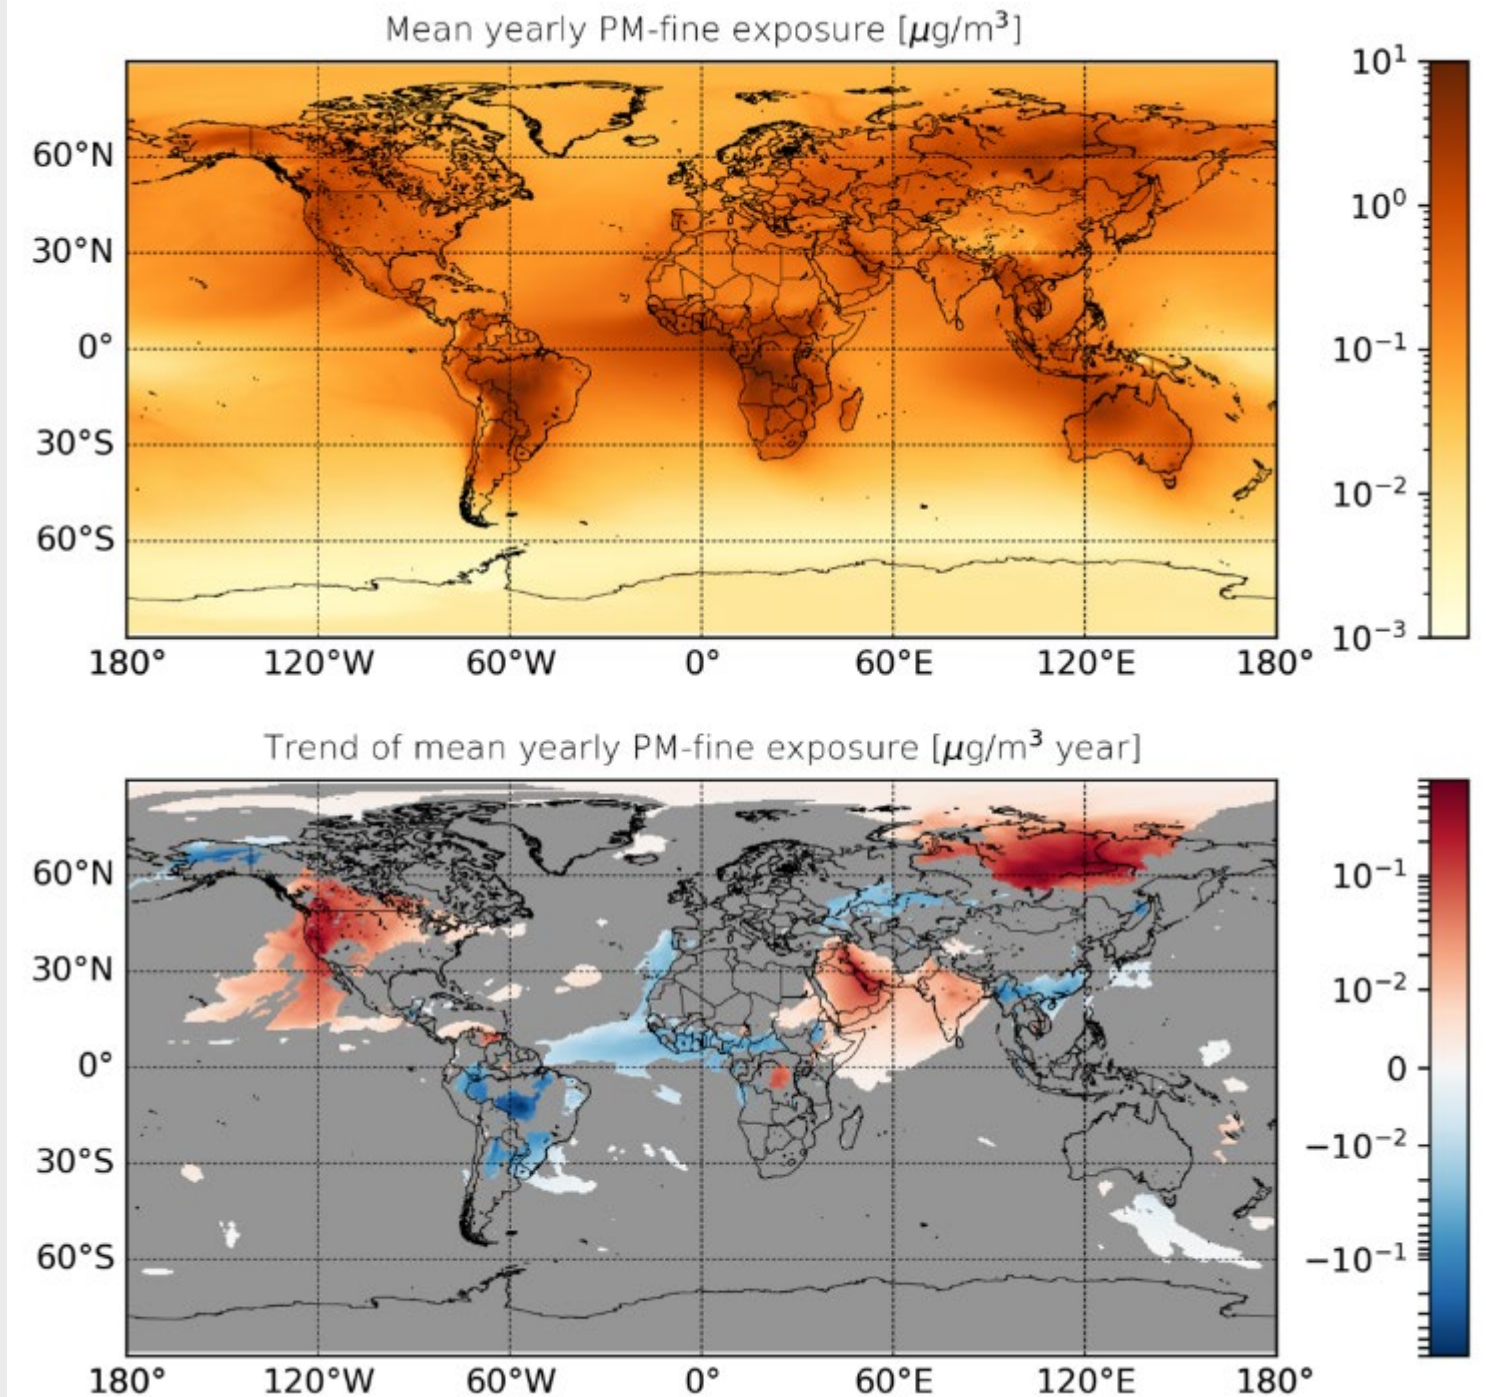 Mean yearly PM-fine exposure [μg/m³]
10¹
60°N
10⁰
30°N
0°
10⁻¹
30°S
10⁻²
60°S
10⁻³
180° 120°W 60°W 0° 60°E 120°E 180°
Trend of mean yearly PM-fine exposure [μg/m³ year]
60°N
10⁻¹
30°N
10⁻²
0°
0
30°S
−10⁻²
60°S
−10⁻¹
180° 120°W 60°W 0° 60°E 120°E 180°